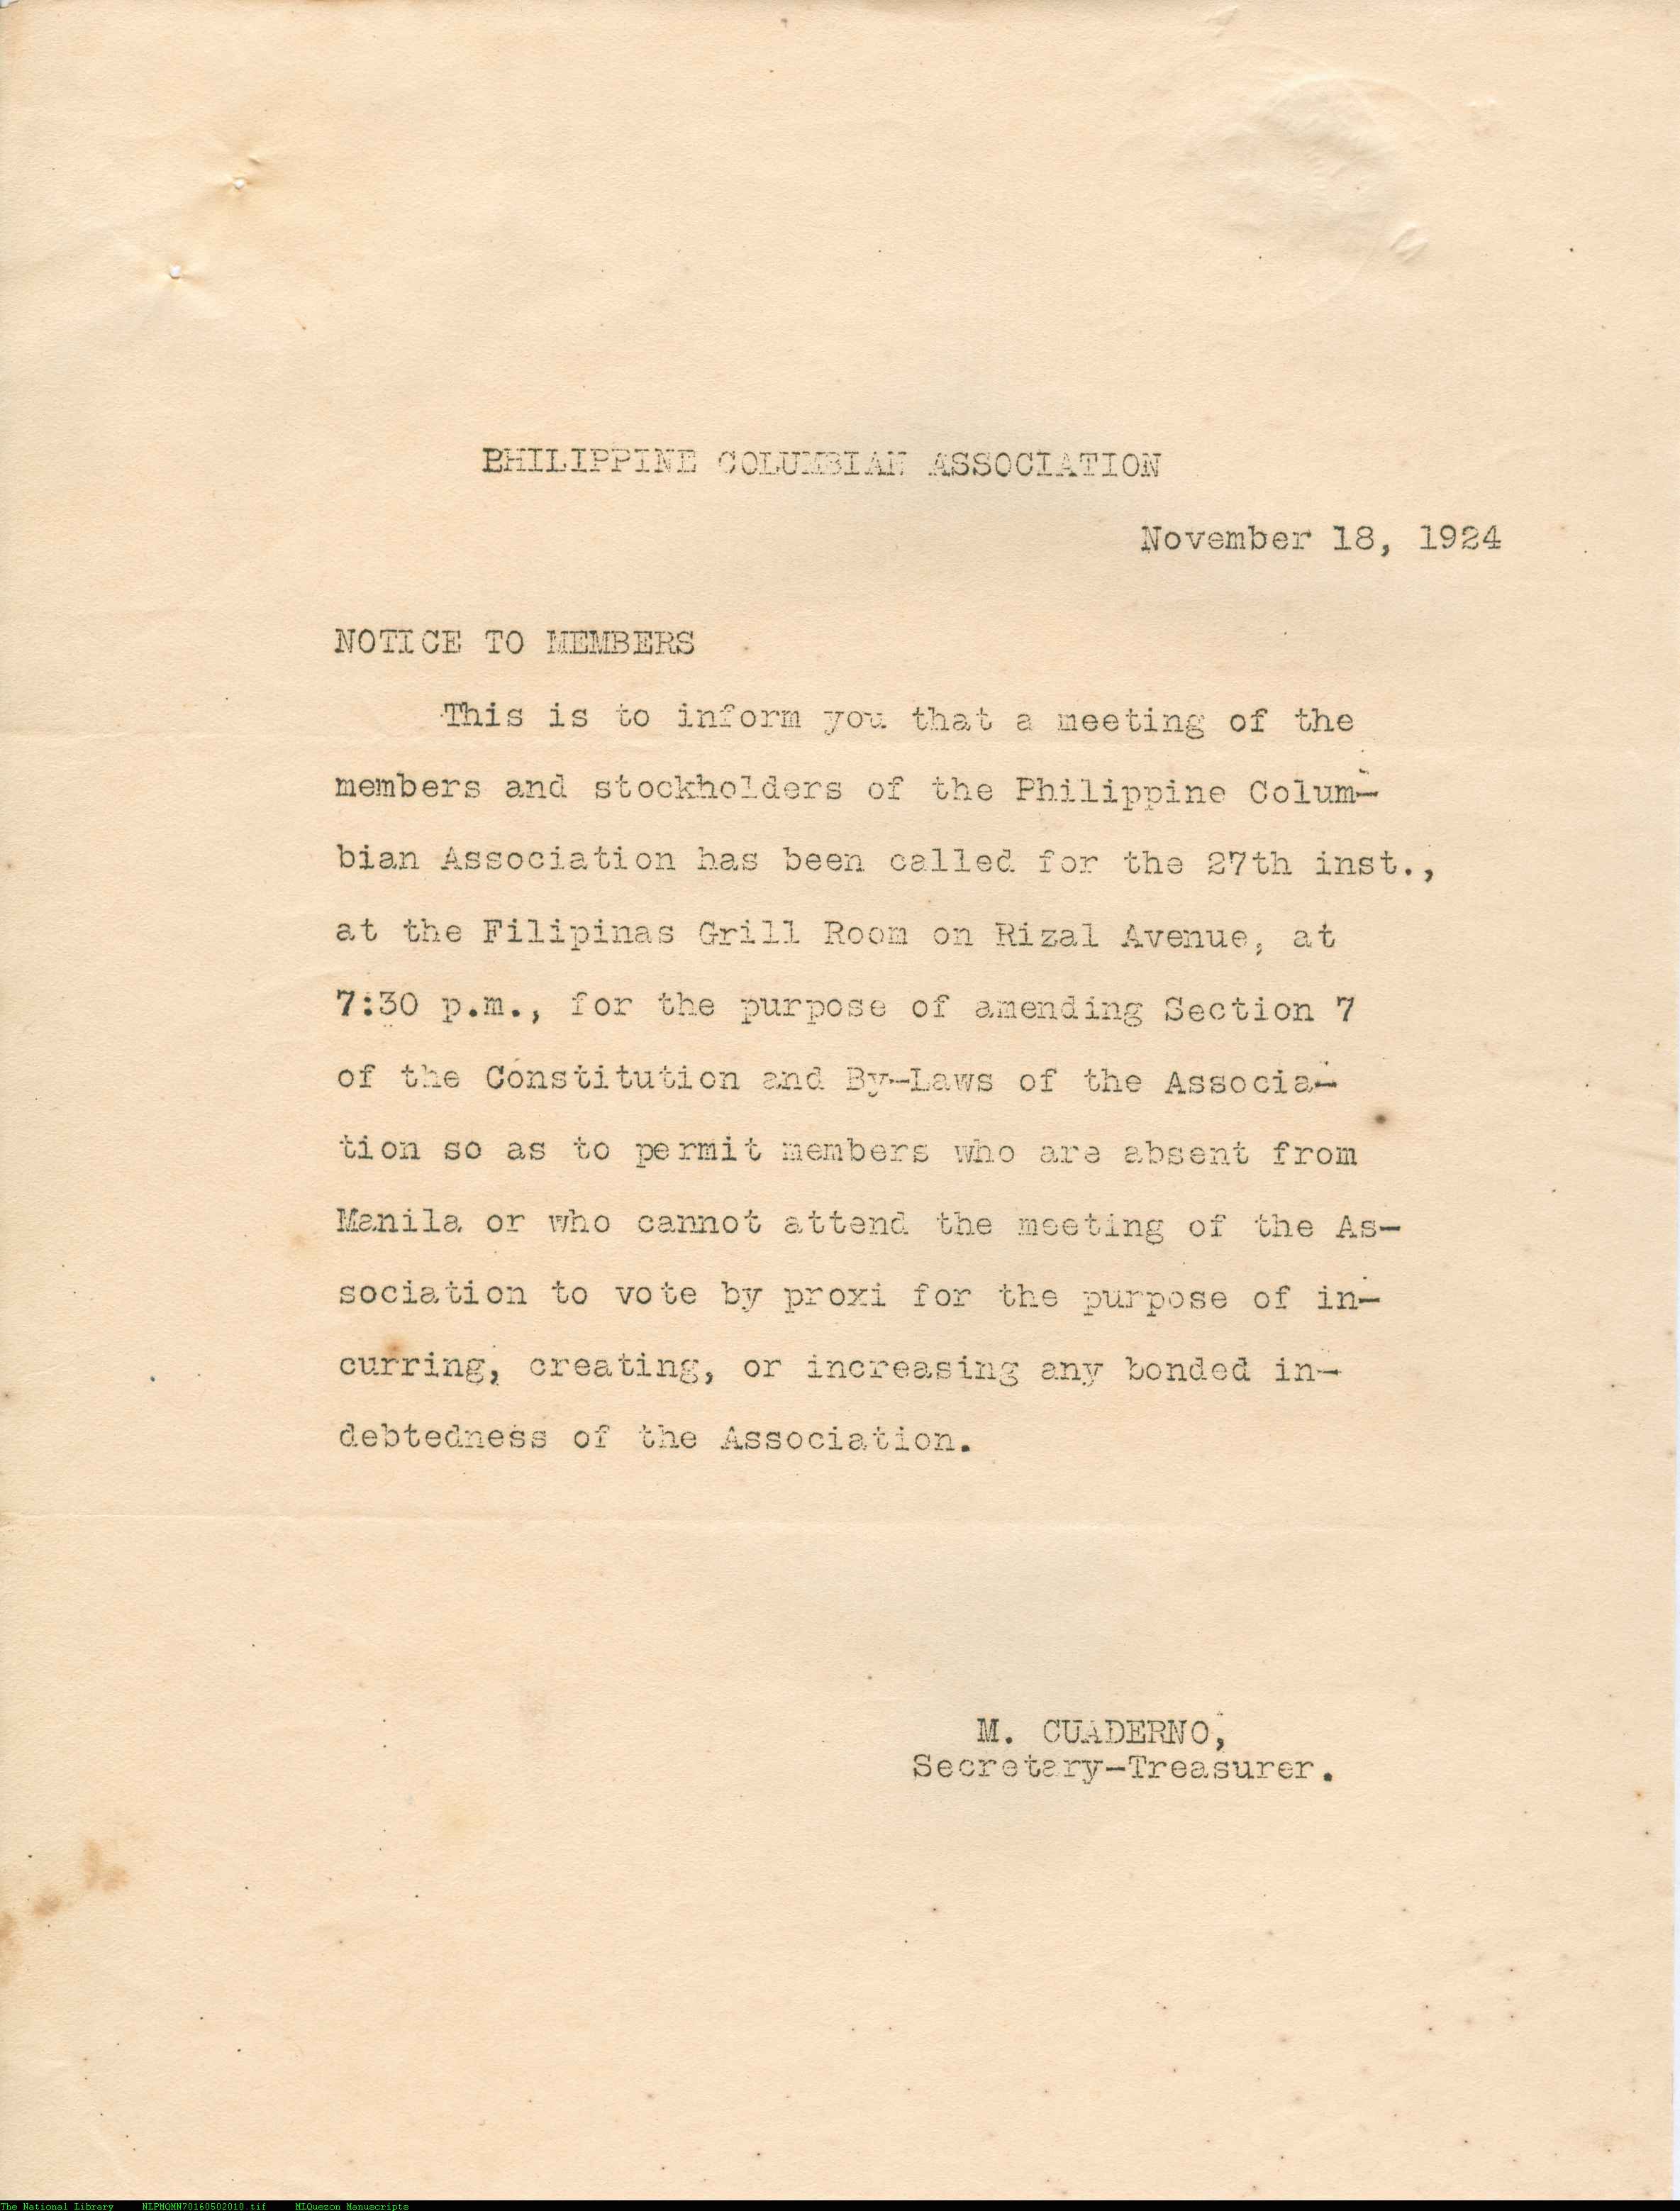 PHILIPPINE COLUMBIAN ASSOCIATION
November 18, 1924
NOTICE TO MEMBERS
This is to inform you that a meeting of the
members and stockholders of the Philippine Colum-
bian Association has been called for the 27th inst.,
at the Filipinas Grill Room on Rizal Avenue, at
7:30 p.m., for the purpose of amending Section 7
of the Constitution and By-Laws of the Associa-
tion so as to permit members who are absent from
Manila or who cannot attend the meeting of the As-
sociation to vote by proxi for the purpose of in-
curring, creating, or increasing any bonded in-
debtedness of the Association.
M. CUADERNO,
Secretary-Treasurer.
The National Library NLPMQMN70160502010.tif MLQuezon Manuscripts